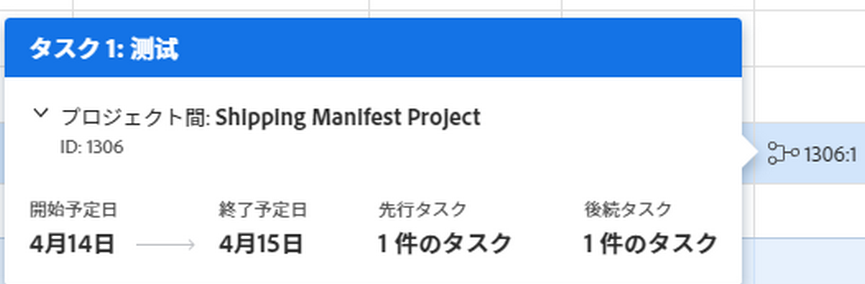 タスク 1: 测试
プロジェクト間: Shipping Manifest Project
ID: 1306
1306:1
開始予定日 終了予定日 先行タスク 後続タスク
4月14日 4月15日 1 件のタスク 1 件のタスク